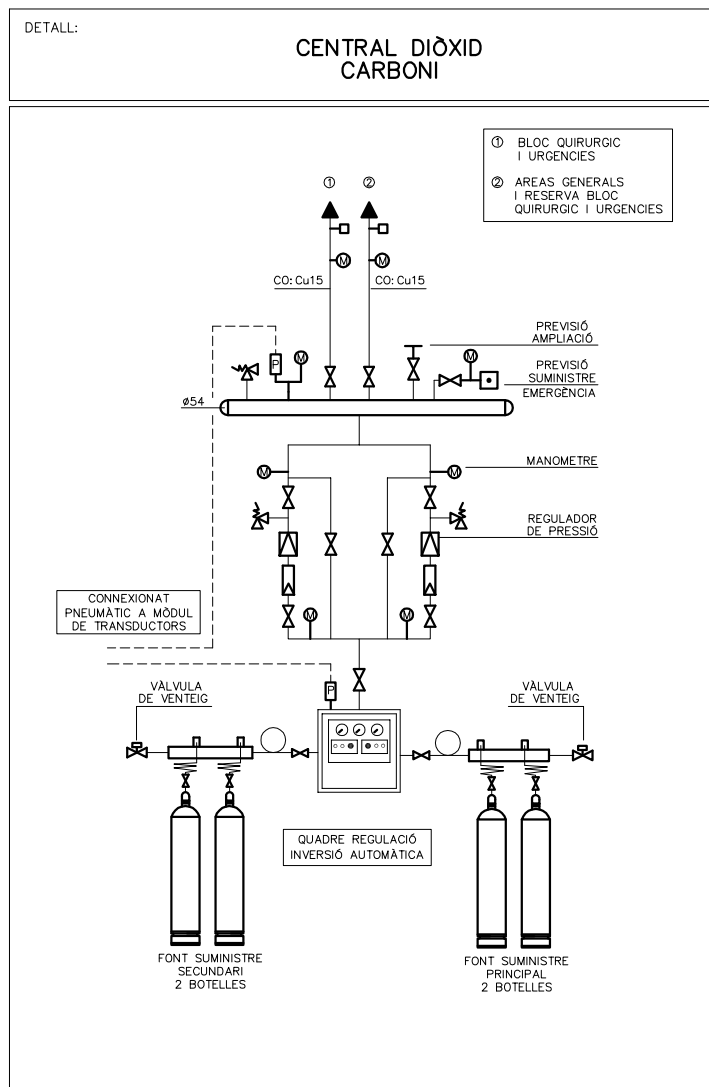 DETALL:
CENTRAL DIÒXID
CARBONI
① BLOC QUIRURGIC
I URGENCIES
② AREAS GENERALS
I RESERVA BLOC
QUIRURGIC I URGENCIES
① ②
M M
CO:Cu15 CO:Cu15
PREVISIÓ
AMPLIACIÓ
P M M
PREVISIÓ
SUMINISTRE
EMERGÈNCIA
ø54
M M MANOMETRE
REGULADOR
DE PRESSIÓ
CONNEXIONAT
PNEUMÀTIC A MÒDUL
DE TRANSDUCTORS
M M
P
VÀLVULA
DE VENTEIG
VÀLVULA
DE VENTEIG
QUADRE REGULACIÓ
INVERSIÓ AUTOMÀTICA
FONT SUMINISTRE
SECUNDARI
2 BOTELLES
FONT SUMINISTRE
PRINCIPAL
2 BOTELLES